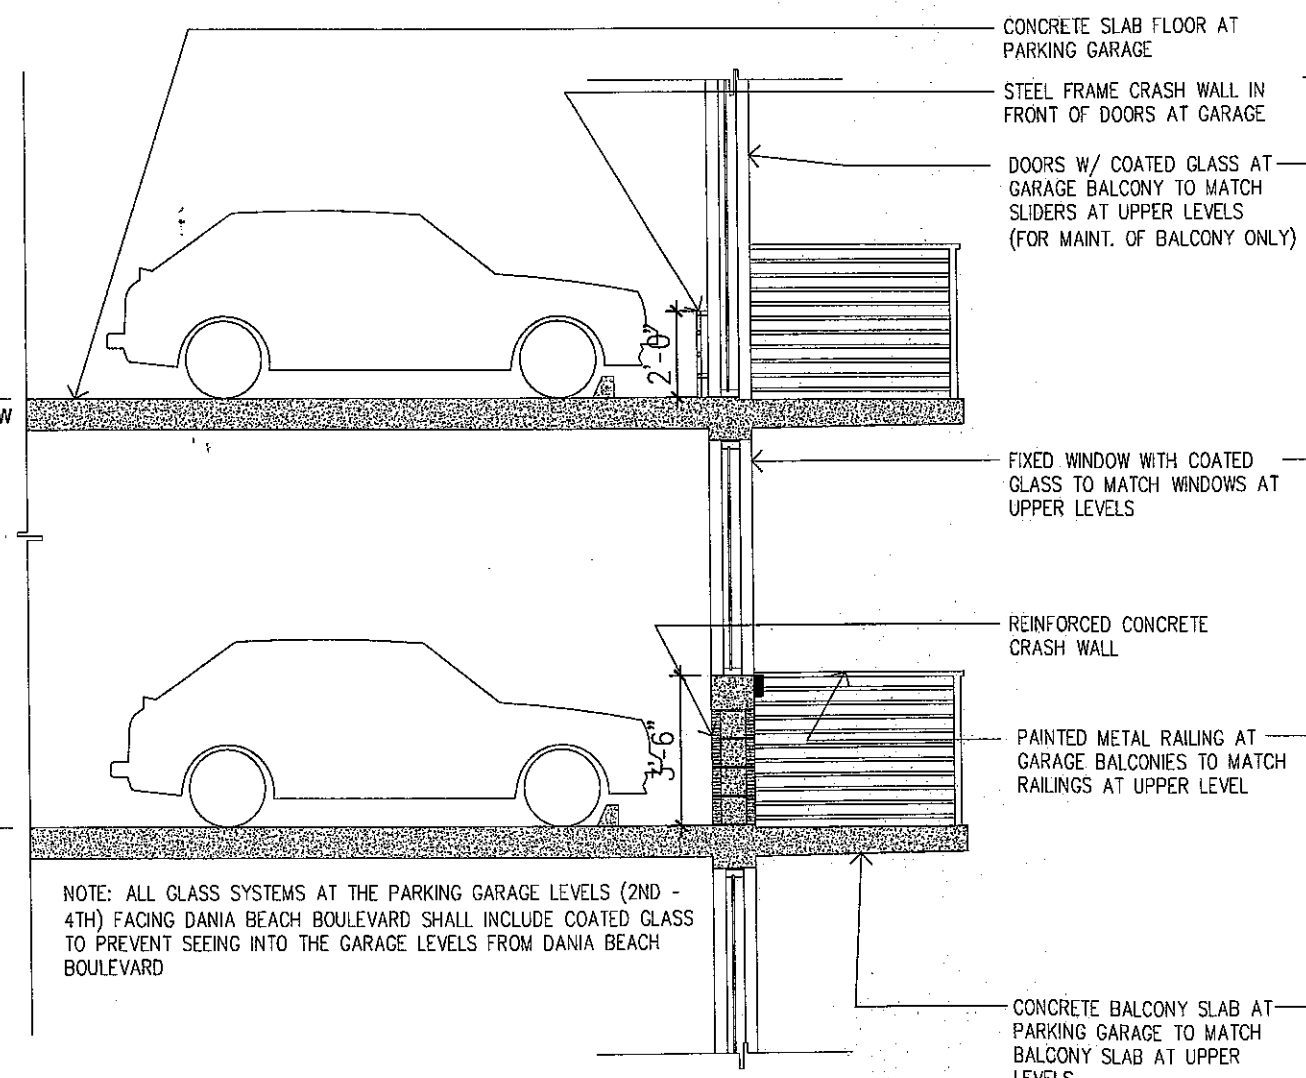 CONCRETE SLAB FLOOR AT
PARKING GARAGE
STEEL FRAME CRASH WALL IN
FRONT OF DOORS AT GARAGE
DOORS W/ COATED GLASS AT
GARAGE BALCONY TO MATCH
SLIDERS AT UPPER LEVELS
(FOR MAINT. OF BALCONY ONLY)
2'-0"
W
FIXED WINDOW WITH COATED
GLASS TO MATCH WINDOWS AT
UPPER LEVELS
REINFORCED CONCRETE
CRASH WALL
3'-6"
PAINTED METAL RAILING AT
GARAGE BALCONIES TO MATCH
RAILINGS AT UPPER LEVEL
NOTE: ALL GLASS SYSTEMS AT THE PARKING GARAGE LEVELS (2ND -
4TH) FACING DANIA BEACH BOULEVARD SHALL INCLUDE COATED GLASS
TO PREVENT SEEING INTO THE GARAGE LEVELS FROM DANIA BEACH
BOULEVARD
CONCRETE BALCONY SLAB AT
PARKING GARAGE TO MATCH
BALCONY SLAB AT UPPER
LEVELS